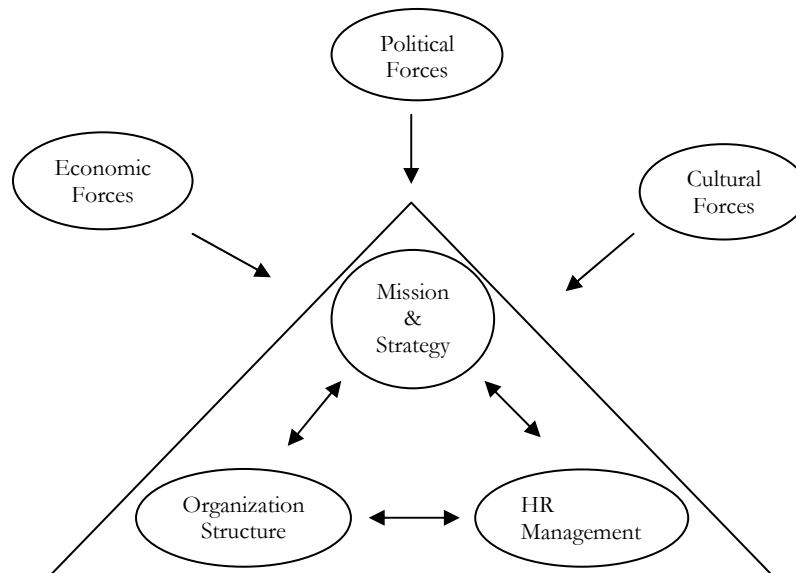 Political
Forces
Economic
Forces
Cultural
Forces
Mission
&
Strategy
Organization
Structure
HR
Management